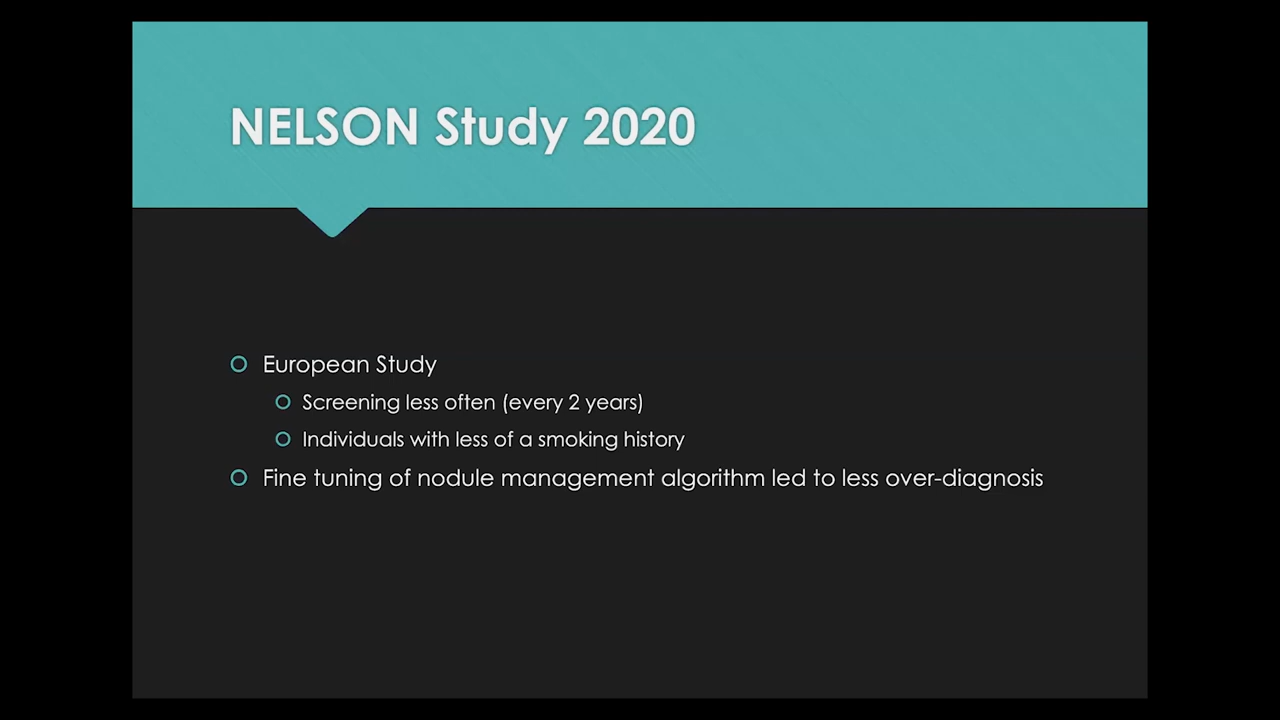 NELSON Study 2020
European Study
Screening less often (every 2 years)
Individuals with less of a smoking history
Fine tuning of nodule management algorithm led to less over-diagnosis